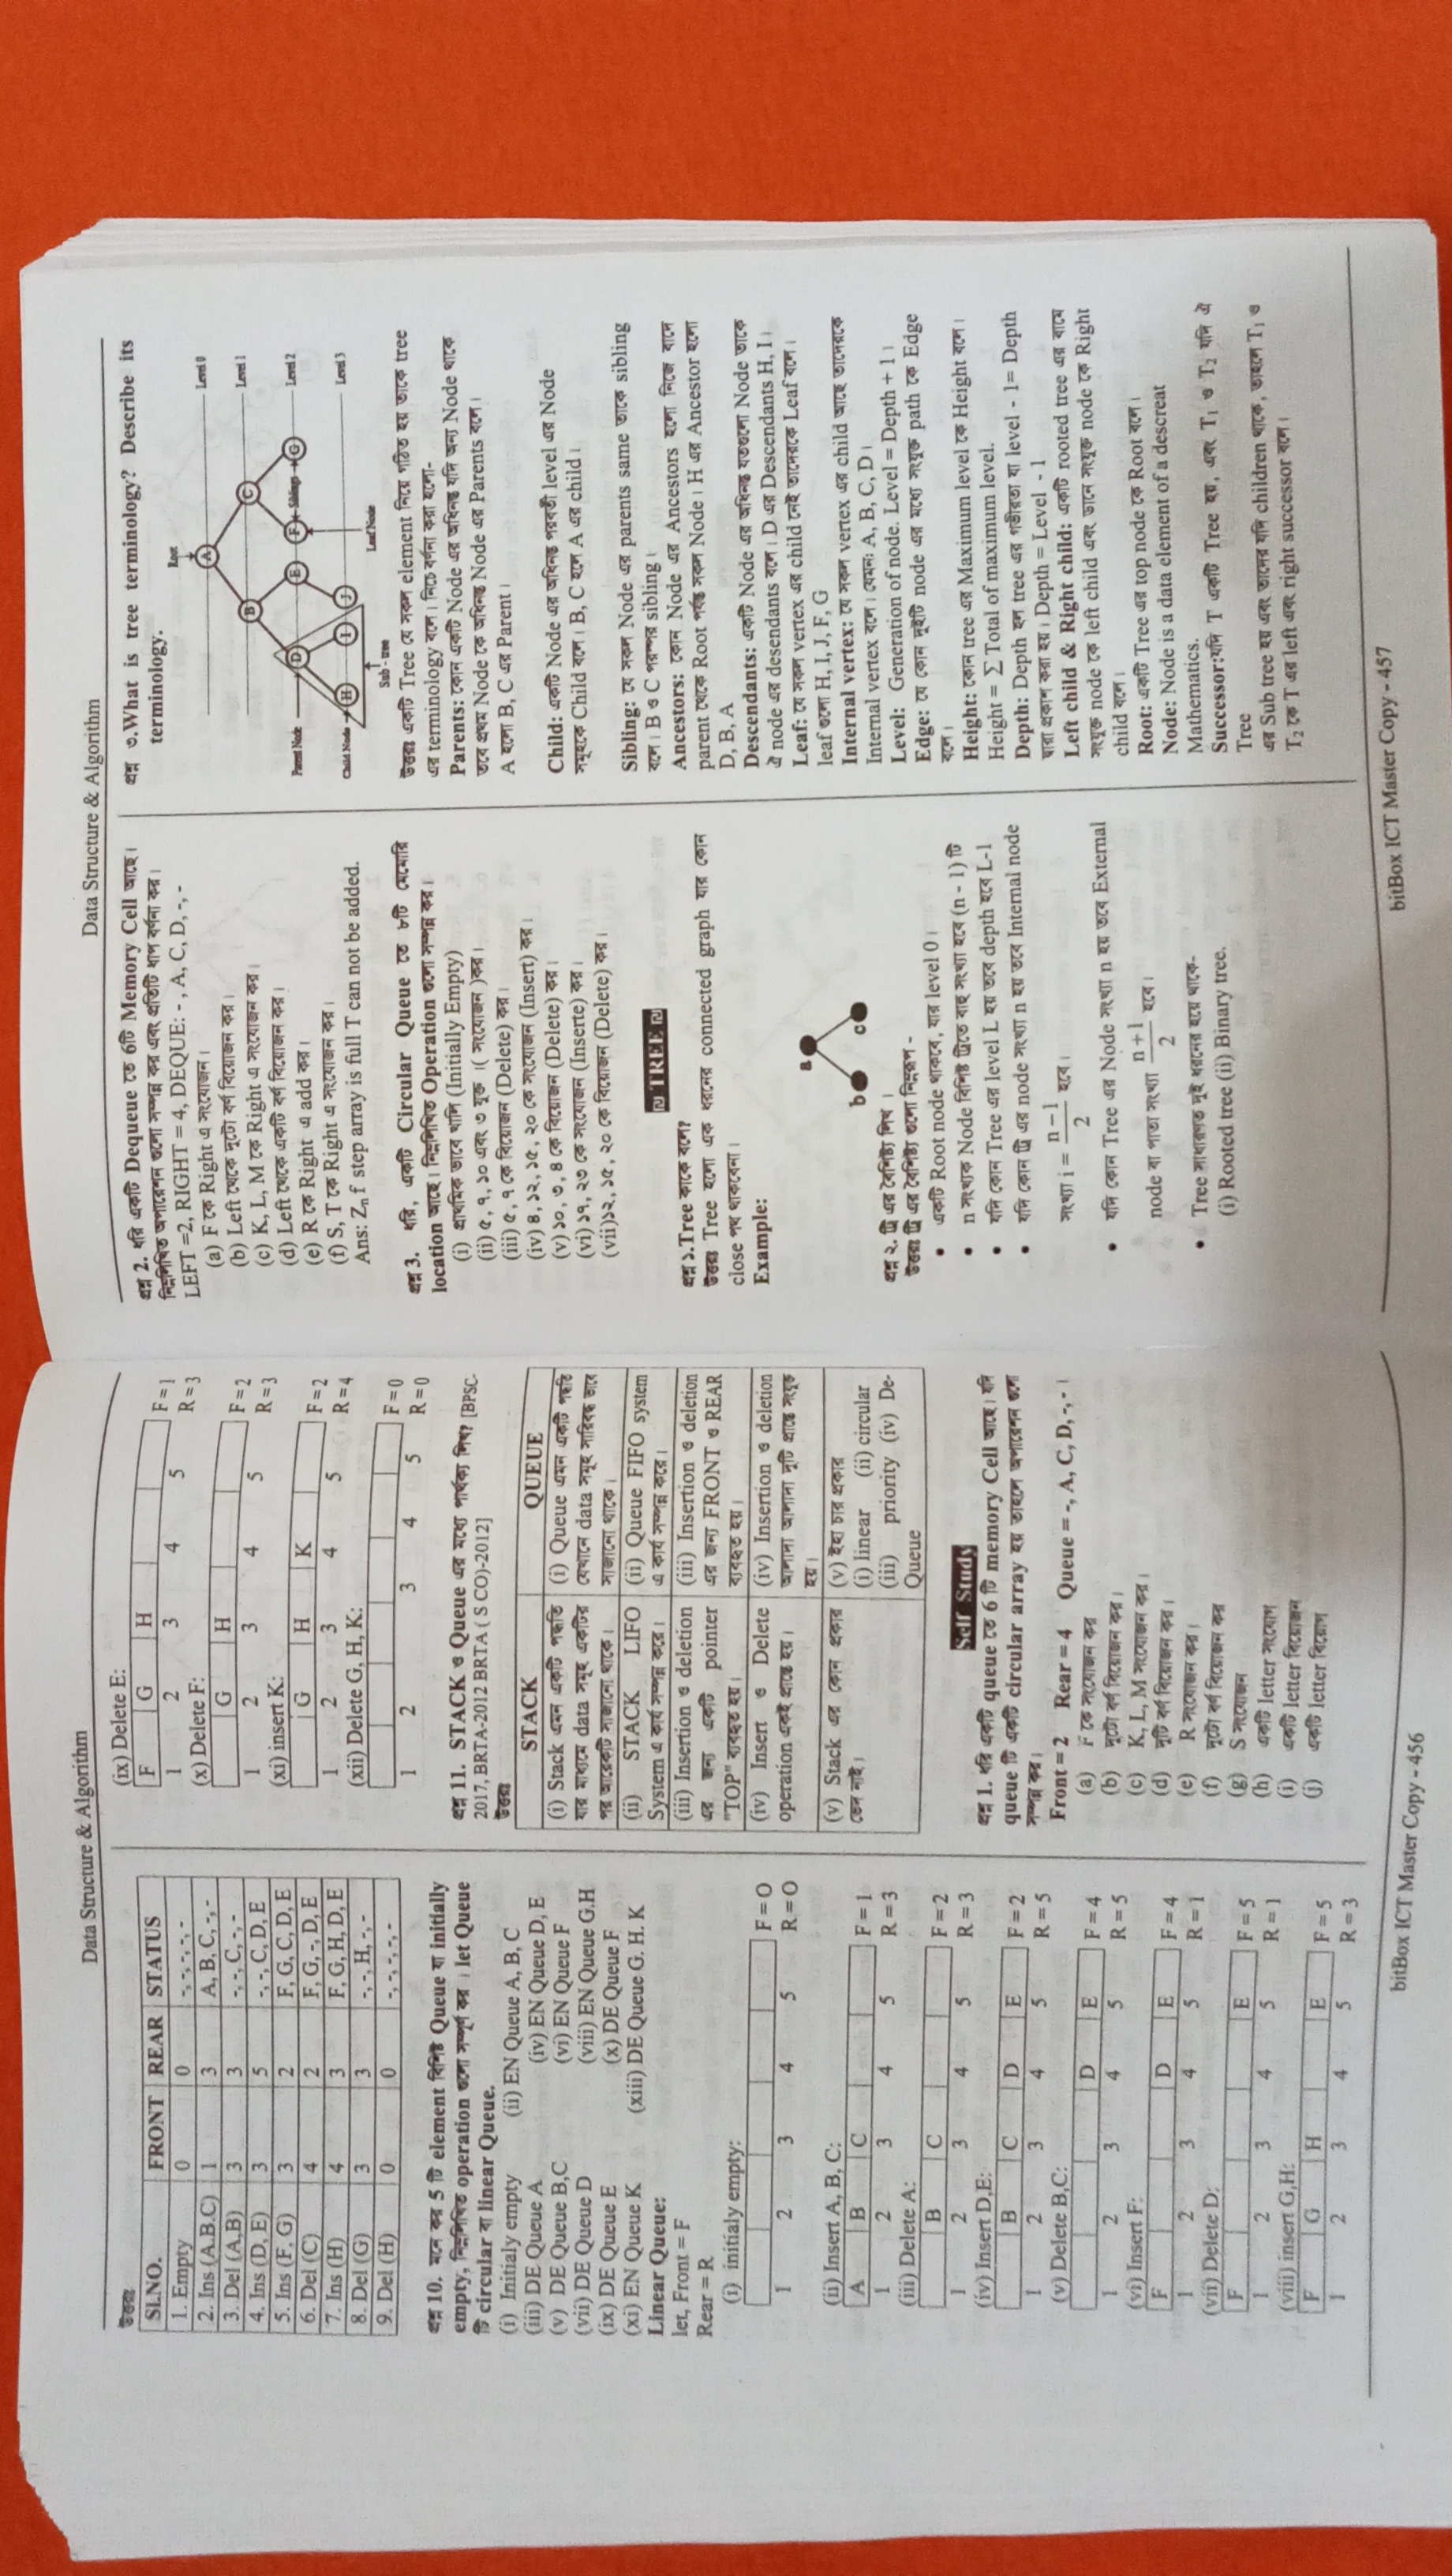 Data Structure & Algorithm
উত্তরঃ
SL.NO. FRONT REAR STATUS
1. Empty 0 0 -,-,-,-,-
2. Ins (A.B.C) 1 3 A, B, C, -,-
3. Del (A,B) 3 3 -,-, C, -,-
4. Ins (D, E) 3 5 -,-, C, D, E
5. Ins (F, G) 3 2 F, G, C, D, E
6. Del (C) 4 2 F, G, -, D, E
7. Ins (H) 4 3 F, G, H, D, E
8. Del (G) 3 3 -,-, H, -,-
9. Del (H) 0 0 -,-,-,-,-
প্রশ্ন 10. মনে কর 5 টি element বিশিষ্ট Queue যা initially
empty, নিম্নলিখিত operation গুলো সম্পূর্ণ কর । let Queue
টি circular বা linear Queue.
(i) Initialy empty (ii) EN Queue A, B, C
(iii) DE Queue A (iv) EN Queue D, E
(v) DE Queue B,C (vi) EN Queue F
(vii) DE Queue D (viii) EN Queue G.H
(ix) DE Queue E (x) DE Queue F
(xi) EN Queue K (xiii) DE Queue G. H. K
Linear Queue:
let, Front = F
Rear = R
(i) initialy empty:
F = O
1 2 3 4 5 R = O
(ii) Insert A, B, C:
A B C F = 1
1 2 3 4 5 R = 3
(iii) Delete A:
B C F = 2
1 2 3 4 5 R = 3
(iv) Insert D,E:
B C D E F = 2
1 2 3 4 5 R = 5
(v) Delete B,C:
D E F = 4
1 2 3 4 5 R = 5
(vi) Insert F:
F D E F = 4
1 2 3 4 5 R = 1
(vii) Delete D:
F E F = 5
1 2 3 4 5 R = 1
(viii) insert G,H:
F G H E F = 5
1 2 3 4 5 R = 3
(ix) Delete E:
F G H F = 1
1 2 3 4 5 R = 3
(x) Delete F:
G H F = 2
1 2 3 4 5 R = 3
(xi) insert K:
G H K F = 2
1 2 3 4 5 R = 4
(xii) Delete G, H, K:
F = 0
1 2 3 4 5 R = 0
প্রশ্ন 11. STACK ও Queue এর মধ্যে পার্থক্য লিখ? [BPSC-
2017, BRTA-2012 BRTA ( S CO)-2012]
উত্তরঃ
STACK QUEUE
(i) Stack এমন একটি পদ্ধতি
যার মাধ্যমে data সমূহ একটির
পর আরেকটি সাজানো থাকে ।
(i) Queue এমন একটি পদ্ধতি
যেখানে data সমূহ সারিবদ্ধ ভাবে
সাজানো থাকে ।
(ii) STACK LIFO
System এ কার্য সম্পন্ন করে ।
(ii) Queue FIFO system
এ কার্য সম্পন্ন করে ।
(iii) Insertion ও deletion
এর জন্য একটি pointer
"TOP" ব্যবহৃত হয় ।
(iii) Insertion ও deletion
এর জন্য FRONT ও REAR
ব্যবহৃত হয় ।
(iv) Insert ও Delete
operation একই প্রান্তে হয় ।
(iv) Insertion ও deletion
আলাদা আলাদা দুটি প্রান্তে সংযুক্ত
হয় ।
(v) Stack এর কোন প্রকার
ভেদ নাই ।
(v) ইহা চার প্রকার
(i) linear (ii) circular
(iii) priority (iv) De-
Queue
Self Study
প্রশ্ন 1. ধরি একটি queue তে 6 টি memory Cell আছে । যদি
queue টি একটি circular array হয় তাহলে অপারেশন গুলো
সম্পন্ন কর ।
Front = 2 Rear = 4 Queue = -, A, C, D, -, - ।
(a) F কে সংযোজন কর
(b) দুটো বর্ণ বিয়োজন কর ।
(c) K, L, M সংযোজন কর ।
(d) দুটি বর্ণ বিয়োজন কর ।
(e) R সংযোজন কর ।
(f) দুটো বর্ণ বিয়োজন কর
(g) S সংযোজন
(h) একটি letter সংযোগ
(i) একটি letter বিয়োজন
(j) একটি letter বিয়োগ
bitBox ICT Master Copy - 456
Data Structure & Algorithm
প্রশ্ন 2. ধরি একটি Dequeue তে 6টি Memory Cell আছে ।
নিম্নলিখিত অপারেশন গুলো সম্পন্ন কর এবং প্রতিটি ধাপ বর্ণনা কর ।
LEFT =2, RIGHT = 4, DEQUE: - , A, C, D, -, -
(a) F কে Right এ সংযোজন ।
(b) Left থেকে দুটো বর্ণ বিয়োজন কর ।
(c) K, L, M কে Right এ সংযোজন কর ।
(d) Left থেকে একটি বর্ণ বিয়োজন কর ।
(e) R কে Right এ add কর ।
(f) S, T কে Right এ সংযোজন কর ।
Ans: Zn f step array is full T can not be added.
প্রশ্ন 3. ধরি, একটি Circular Queue তে ৮টি মেমোরি
location আছে । নিম্নলিখিত Operation গুলো সম্পন্ন কর ।
(i) প্রাথমিক ভাবে খালি (Initially Empty)
(ii) ৫, ৭, ১০ এবং ৩ যুক্ত ।( সংযোজন )কর ।
(iii) ৫, ৭ কে বিয়োজন (Delete) কর ।
(iv) ৪, ১২, ১৫, ২০ কে সংযোজন (Insert) কর ।
(v) ১০, ৩, ৪ কে বিয়োজন (Delete) কর ।
(vi) ১৭, ২৩ কে সংযোজন (Inserte) কর ।
(vii)১২, ১৫, ২০ কে বিয়োজন (Delete) কর ।
TREE
প্রশ্ন ১.Tree কাকে বলে?
উত্তরঃ Tree হলো এক ধরনের connected graph যার কোন
close পথ থাকবেনা ।
Example:
a
b c
প্রশ্ন ২. ট্রি এর বৈশিষ্ট্য লিখ ।
উত্তরঃ ট্রি এর বৈশিষ্ট্য গুলো নিম্নরূপ -
• একটি Root node থাকবে, যার level 0 ।
• n সংখ্যক Node বিশিষ্ট ট্রিতে বাহু সংখ্যা হবে (n - 1) টি
• যদি কোন Tree এর level L হয় তবে depth হবে L-1
• যদি কোন ট্রি এর node সংখ্যা n হয় তবে Internal node
সংখ্যা i = n – 1 / 2 হবে ।
• যদি কোন Tree এর Node সংখ্যা n হয় তবে External
node বা পাতা সংখ্যা n + 1 / 2 হবে ।
• Tree সাধারণত দুই ধরনের হয়ে থাকে-
(i) Rooted tree (ii) Binary tree.
প্রশ্ন ৩.What is tree terminology? Describe its
terminology.
Root
A Level 0
B C Level 1
Parent Node D E F Siblings G Level 2
Child Node H I J Level 3
Leaf Node
Sub - tree
উত্তরঃ একটি Tree যে সকল element নিয়ে গঠিত হয় তাকে tree
এর terminology বলে । নিচে বর্ণনা করা হলো-
Parents: কোন একটি Node এর অধিনস্ত যদি অন্য Node থাকে
তবে প্রথম Node কে অধিনস্ত Node এর Parents বলে ।
A হলো B, C এর Parent ।
Child: একটি Node এর অধিনস্ত পরবর্তী level এর Node
সমূহকে Child বলে । B, C হলে A এর child ।
Sibling: যে সকল Node এর parents same তাকে sibling
বলে । B ও C পরস্পর sibling ।
Ancestors: কোন Node এর Ancestors হলো নিজে বাদে
parent থেকে Root পর্যন্ত সকল Node । H এর Ancestor হলো
D, B, A
Descendants: একটি Node এর অধিনস্ত যতগুলো Node তাকে
ঐ node এর desendants বলে । D এর Descendants H, I ।
Leaf: যে সকল vertex এর child নেই তাদেরকে Leaf বলে ।
leaf গুলো H, I, J, F, G
Internal vertex: যে সকল vertex এর child আছে তাদেরকে
Internal vertex বলে । যেমনঃ A, B, C, D ।
Level: Generation of node. Level = Depth + 1 ।
Edge: যে কোন দুইটি node এর মধ্যে সংযুক্ত path কে Edge
বলে ।
Height: কোন tree এর Maximum level কে Height বলে ।
Height = ∑ Total of maximum level.
Depth: Depth হল tree এর গভীরতা যা level - 1= Depth
দ্বারা প্রকাশ করা হয় । Depth = Level - 1
Left child & Right child: একটি rooted tree এর বামে
সংযুক্ত node কে left child এবং ডানে সংযুক্ত node কে Right
child বলে ।
Root: একটি Tree এর top node কে Root বলে ।
Node: Node is a data element of a descreat
Mathematics.
Successor:যদি T একটি Tree হয়, এবং T₁ ও T₂ যদি ঐ
Tree
এর Sub tree হয় এবং তাদের যদি children থাকে, তাহলে T₁ ও
T₂ কে T এর left এবং right successor বলে ।
bitBox ICT Master Copy - 457